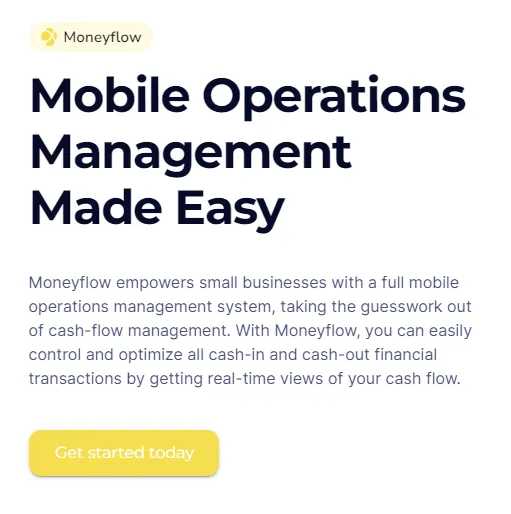 Moneyflow
Mobile Operations
Management
Made Easy
Moneyflow empowers small businesses with a full mobile
operations management system, taking the guesswork out
of cash-flow management. With Moneyflow, you can easily
control and optimize all cash-in and cash-out financial
transactions by getting real-time views of your cash flow.
Get started today